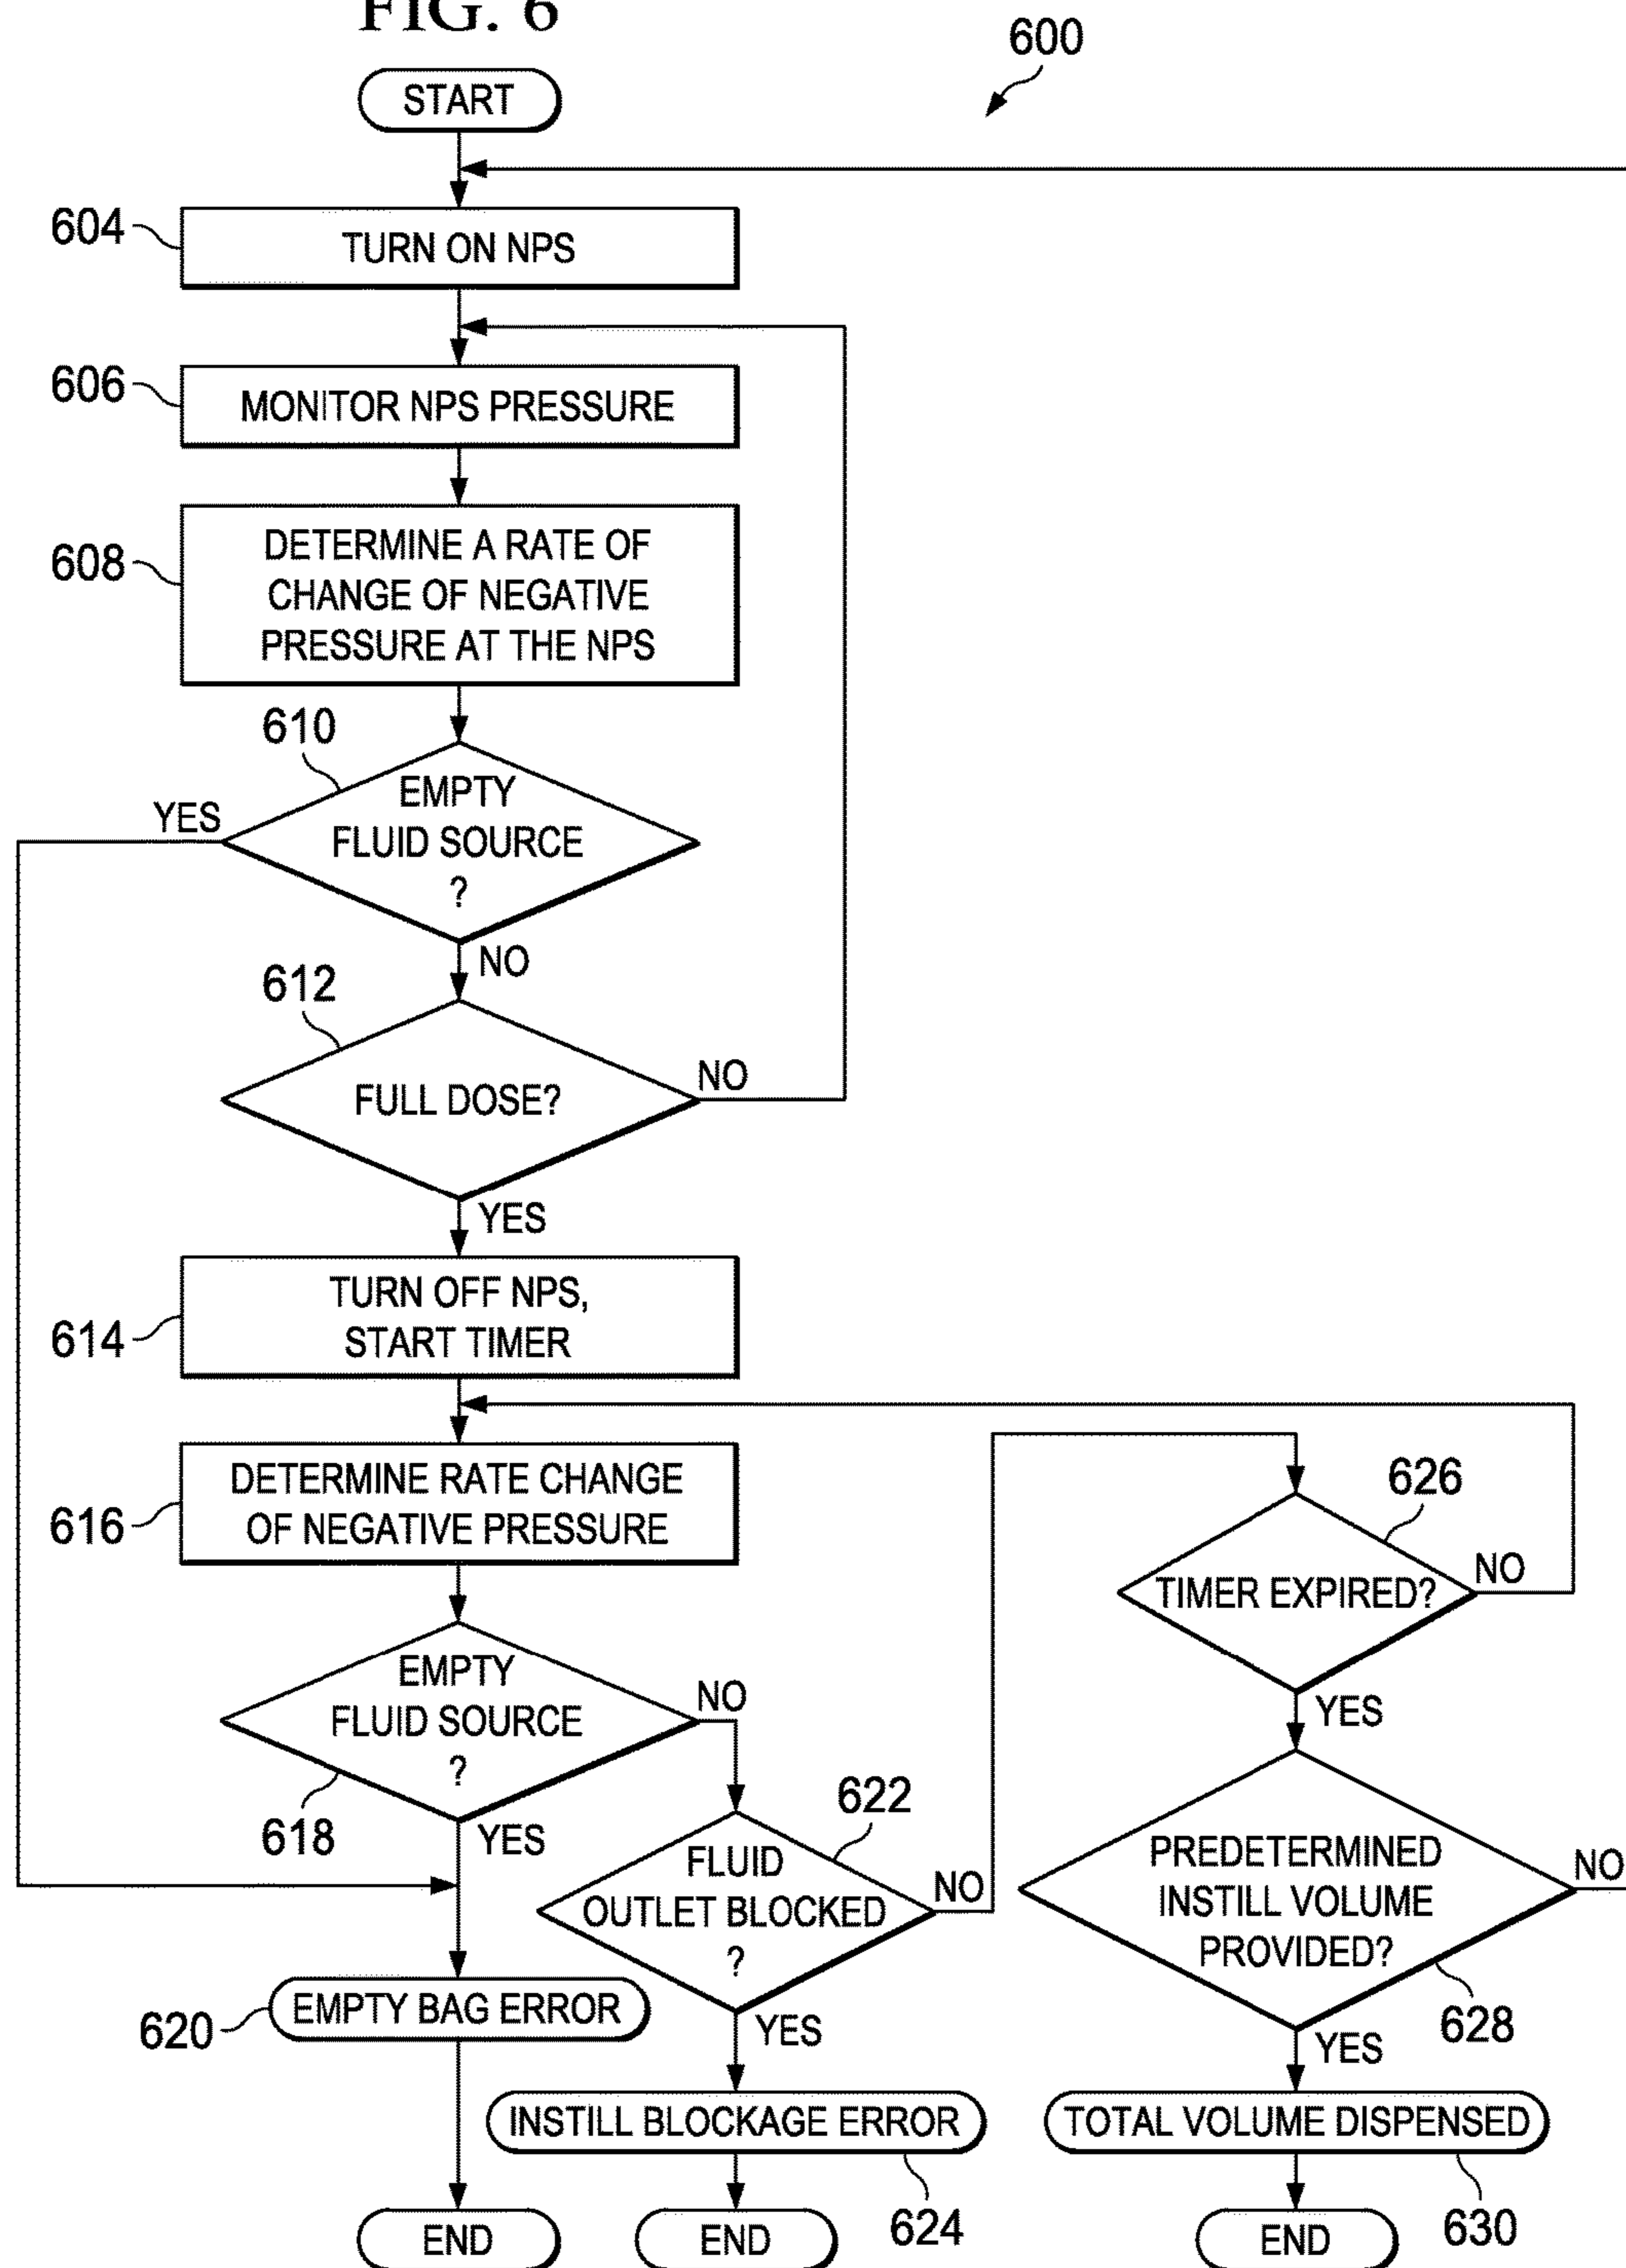 FIG. 6
600
START
604
TURN ON NPS
606
MONITOR NPS PRESSURE
608
DETERMINE A RATE OF
CHANGE OF NEGATIVE
PRESSURE AT THE NPS
610
YES
EMPTY
FLUID SOURCE
?
NO
612
FULL DOSE?
NO
YES
614
TURN OFF NPS,
START TIMER
616
DETERMINE RATE CHANGE
OF NEGATIVE PRESSURE
626
TIMER EXPIRED?
NO
YES
EMPTY
FLUID SOURCE
?
NO
618
YES
622
FLUID
OUTLET BLOCKED
?
NO
YES
PREDETERMINED
INSTILL VOLUME
PROVIDED?
NO
628
YES
620
EMPTY BAG ERROR
INSTILL BLOCKAGE ERROR
624
TOTAL VOLUME DISPENSED
630
END
END
END